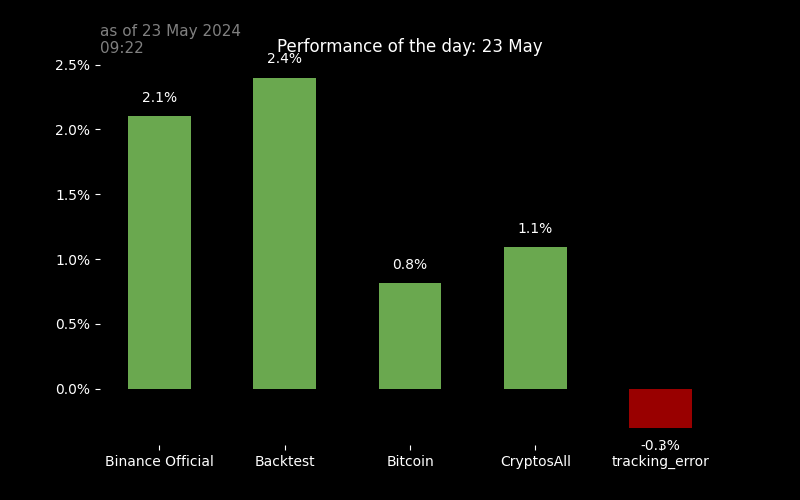 as of 23 May 2024
09:22
Performance of the day: 23 May
2.5%
2.0%
1.5%
1.0%
0.5%
0.0%
2.1%
2.4%
0.8%
1.1%
-0.3%
Binance Official
Backtest
Bitcoin
CryptosAll
tracking_error